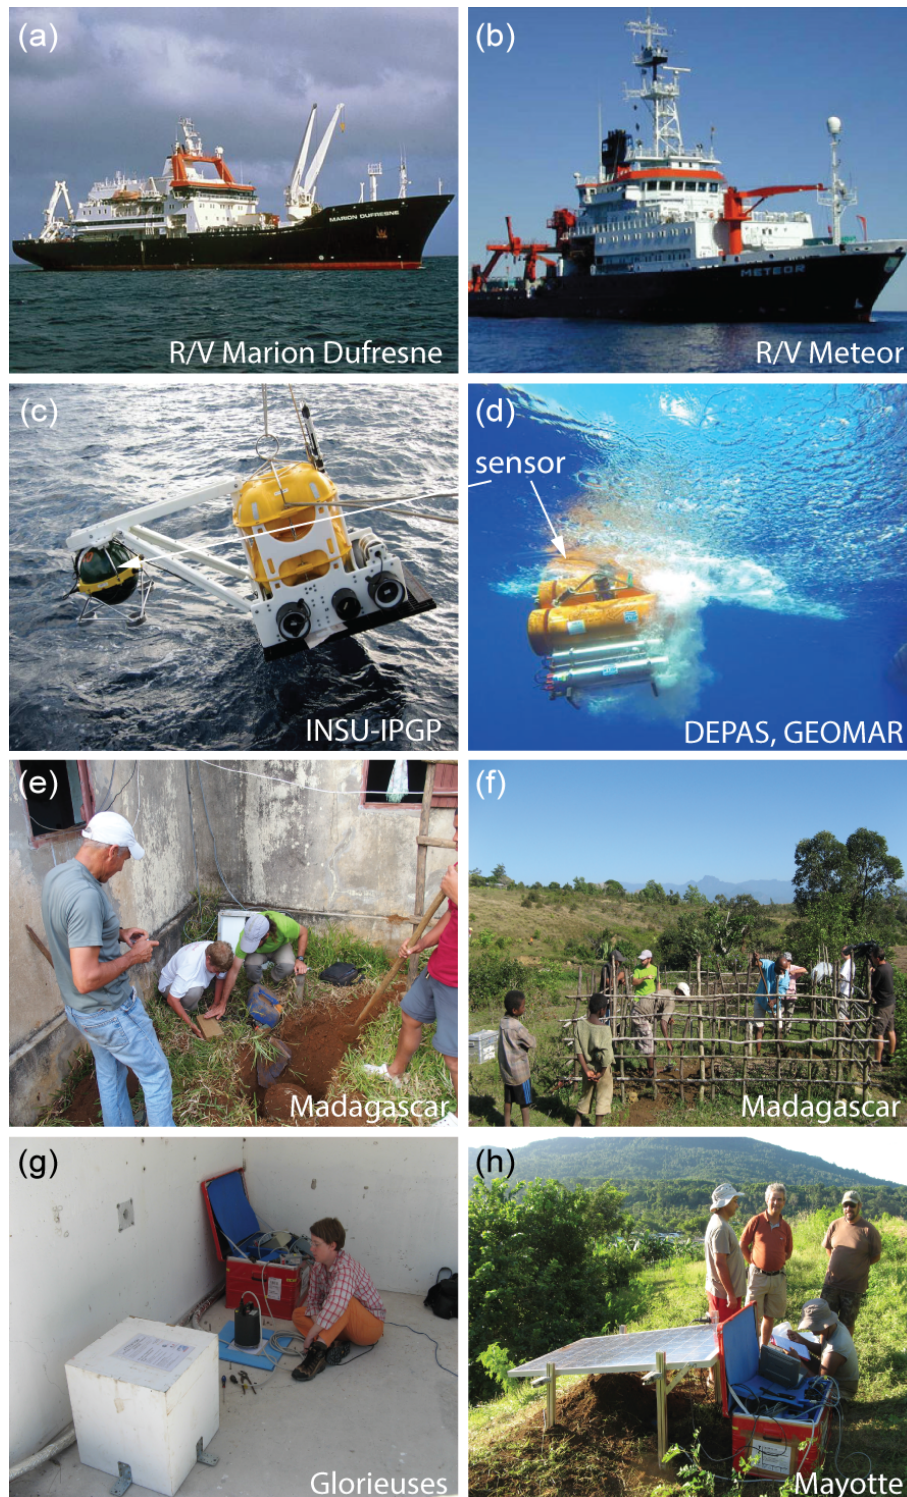 (a)
MARION DUFRESNE
R/V Marion Dufresne
(b)
METEOR
R/V Meteor
(c)
sensor
INSU-IPGP
(d)
DEPAS, GEOMAR
(e)
Madagascar
(f)
Madagascar
(g)
Glorieuses
(h)
Mayotte